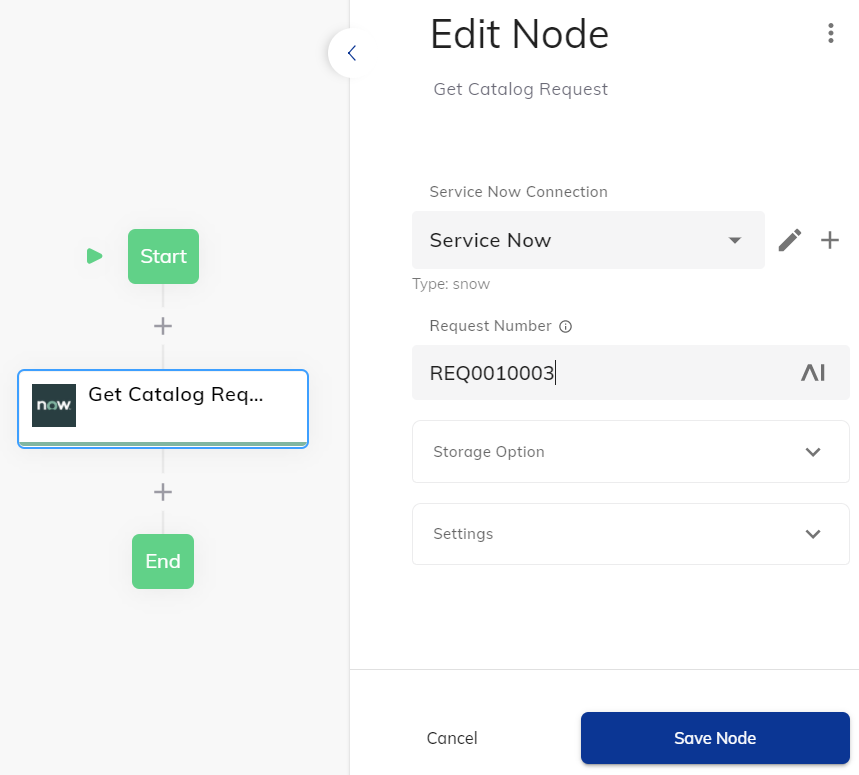 Edit Node
Get Catalog Request
Service Now Connection
Service Now
Type: snow
Request Number
REQ0010003
Storage Option
Settings
Cancel
Save Node
Start
now
Get Catalog Req...
End